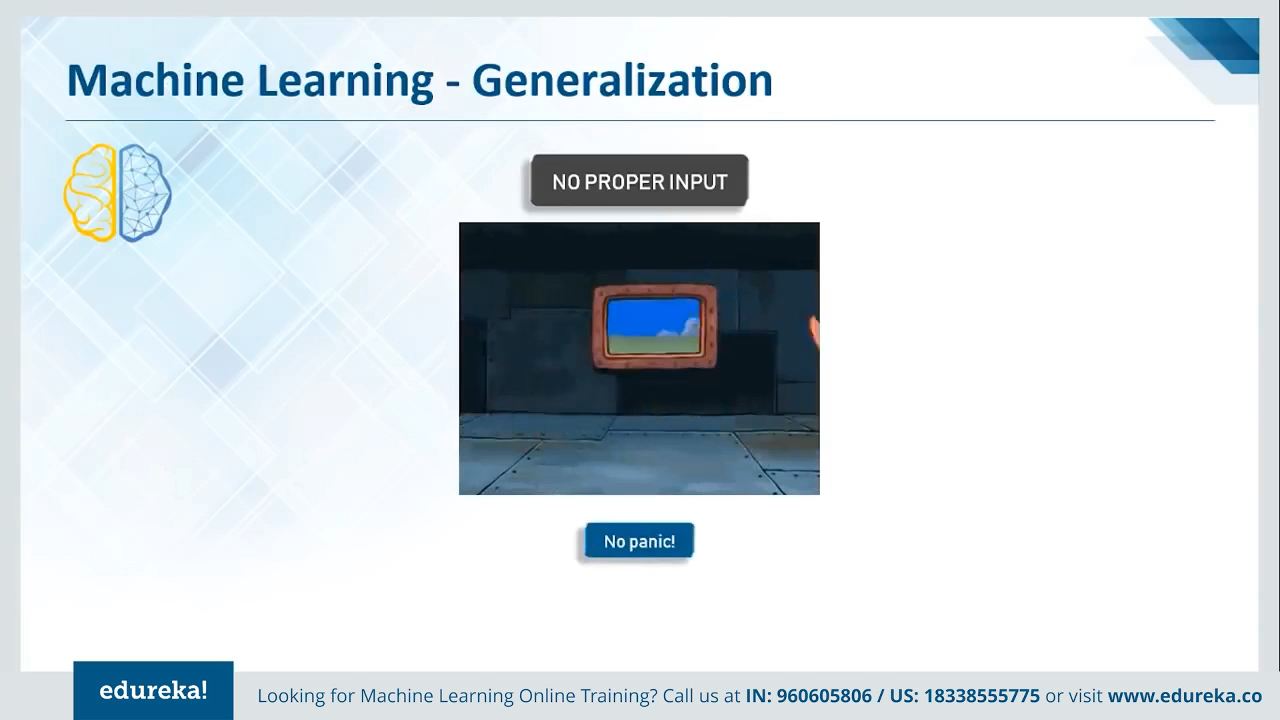 Machine Learning - Generalization
NO PROPER INPUT
No panic!
edureka!
Looking for Machine Learning Online Training? Call us at IN: 960605806 / US: 18338555775 or visit www.edureka.co